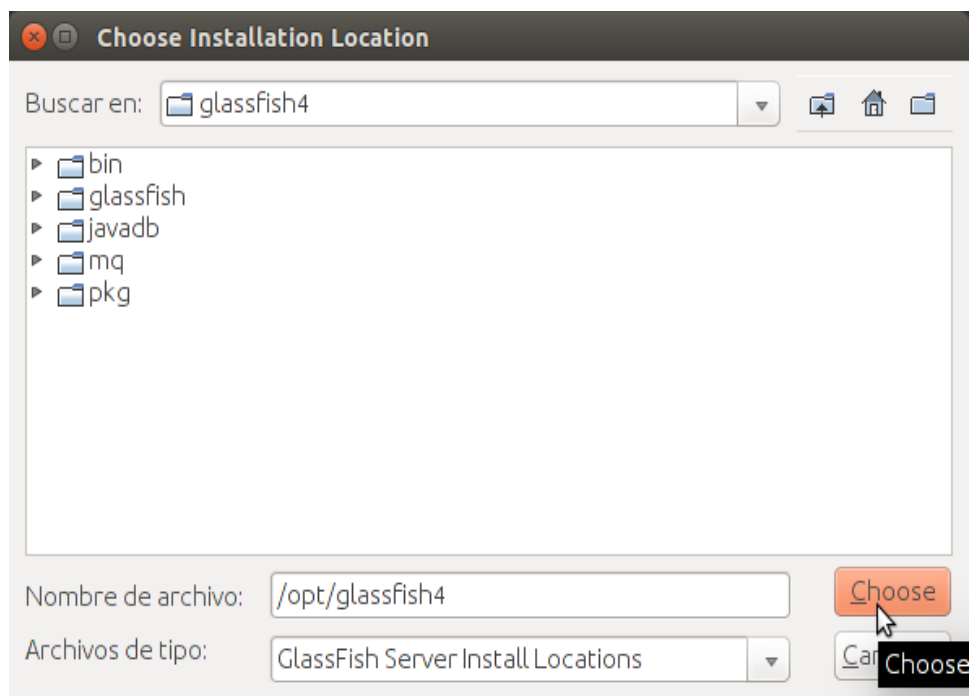 Choose Installation Location
Buscar en: glassfish4
bin
glassfish
javadb
mq
pkg
Nombre de archivo: /opt/glassfish4 Choose
Archivos de tipo: GlassFish Server Install Locations
Choose